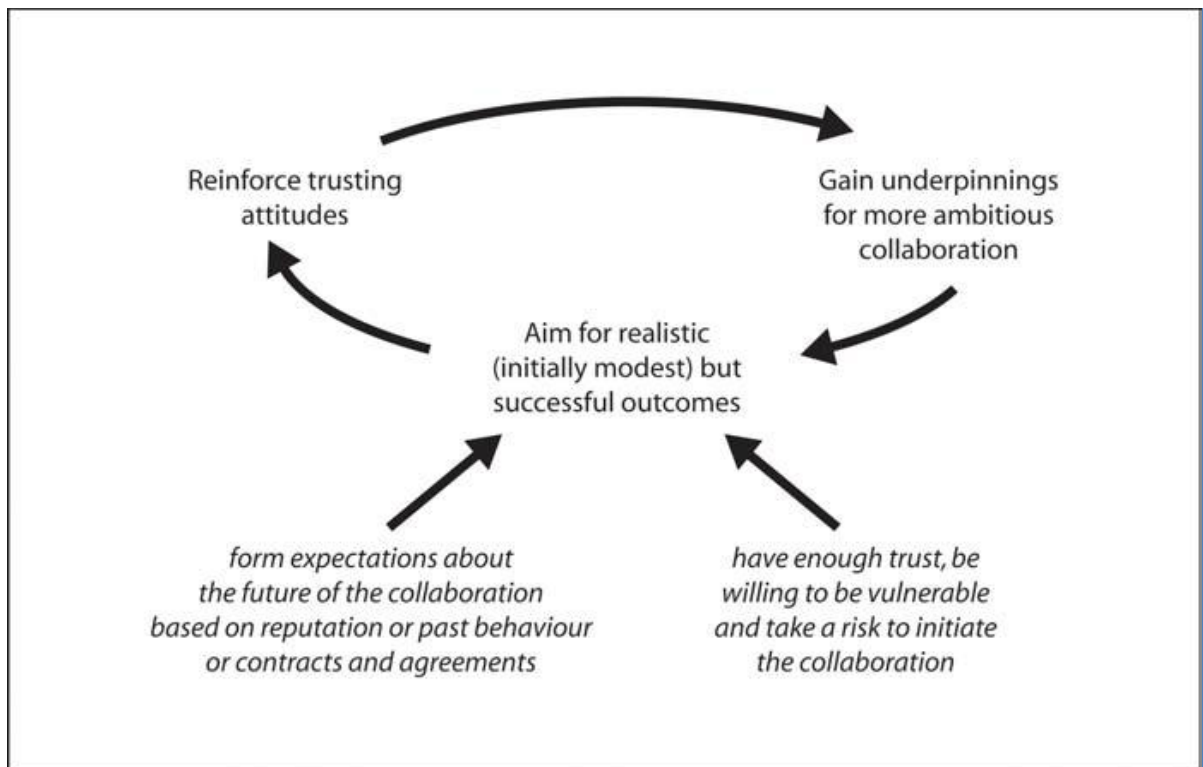 Reinforce trusting
attitudes
Gain underpinnings
for more ambitious
collaboration
Aim for realistic
(initially modest) but
successful outcomes
form expectations about
the future of the collaboration
based on reputation or past behaviour
or contracts and agreements
have enough trust, be
willing to be vulnerable
and take a risk to initiate
the collaboration